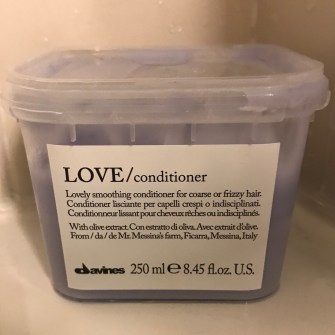 LOVE/conditioner
Lovely smoothing conditioner for coarse or frizzy hair.
Conditioner lisciante per capelli crespi o indisciplinati.
Conditionneur lissant pour cheveux rêches ou indisciplinés.
With olive extract. Con estratto di oliva. Avec extrait d'olive.
From / da / de Mr. Messina's farm, Ficarra, Messina, Italy
davines 250 ml ℮ 8.45 fl.oz. U.S.